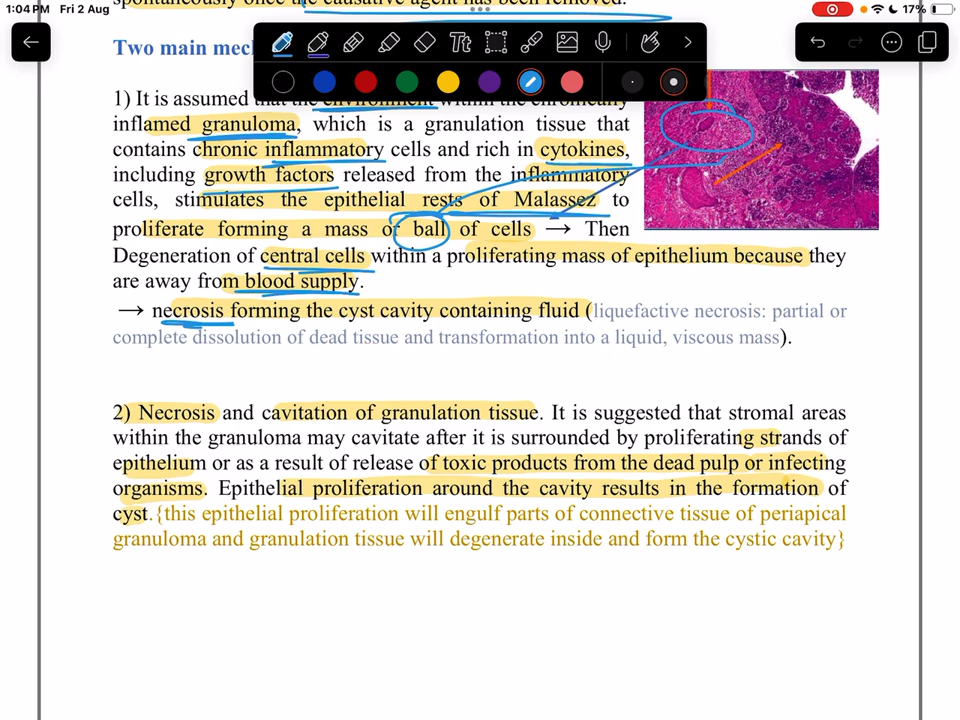 1:04 PM Fri 2 Aug
17%
spontaneously once the causative agent has been removed.
Two main
Tt
1) It is assumed that the environment within the chronically
inflamed granuloma, which is a granulation tissue that
contains chronic inflammatory cells and rich in cytokines,
including growth factors released from the inflammatory
cells, stimulates the epithelial rests of Malassez to
proliferate forming a mass or ball of cells → Then
Degeneration of central cells within a proliferating mass of epithelium because they
are away from blood supply.
→ necrosis forming the cyst cavity containing fluid (liquefactive necrosis: partial or
complete dissolution of dead tissue and transformation into a liquid, viscous mass).
2) Necrosis and cavitation of granulation tissue. It is suggested that stromal areas
within the granuloma may cavitate after it is surrounded by proliferating strands of
epithelium or as a result of release of toxic products from the dead pulp or infecting
organisms. Epithelial proliferation around the cavity results in the formation of
cyst.{this epithelial proliferation will engulf parts of connective tissue of periapical
granuloma and granulation tissue will degenerate inside and form the cystic cavity}